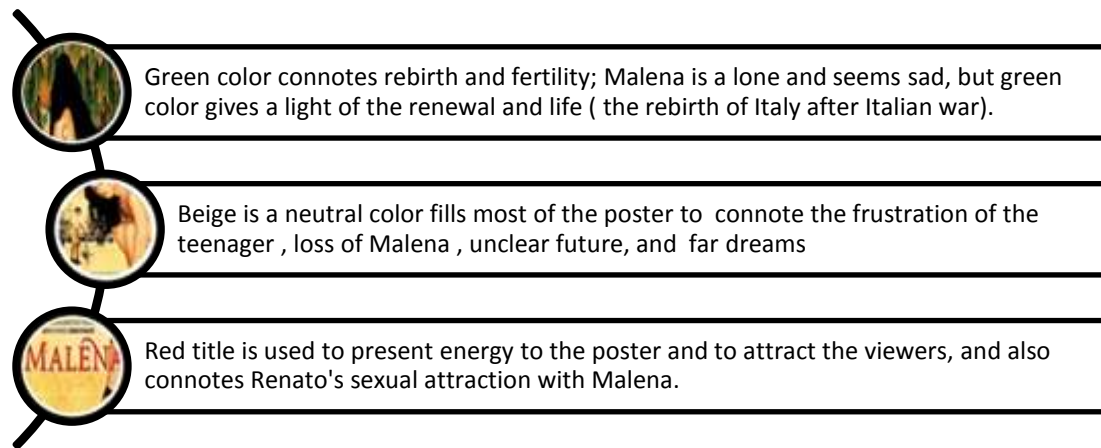 Green color connotes rebirth and fertility; Malena is a lone and seems sad, but green
color gives a light of the renewal and life ( the rebirth of Italy after Italian war).
Beige is a neutral color fills most of the poster to  connote the frustration of the
teenager , loss of Malena , unclear future, and  far dreams
MALÈNA
Red title is used to present energy to the poster and to attract the viewers, and also
connotes Renato's sexual attraction with Malena.